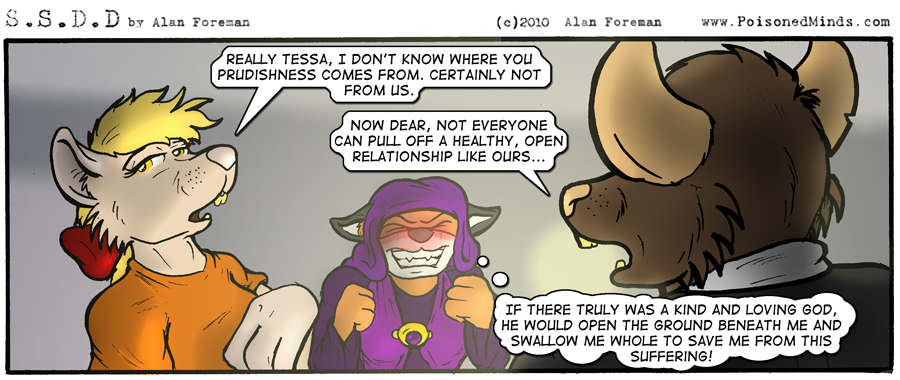 S.S.D.D by Alan Foreman (c)2010 Alan Foreman www.PoisonedMinds.com
REALLY TESSA, I DON'T KNOW WHERE YOU
PRUDISHNESS COMES FROM. CERTAINLY NOT
FROM US.
NOW DEAR, NOT EVERYONE
CAN PULL OFF A HEALTHY, OPEN
RELATIONSHIP LIKE OURS...
IF THERE TRULY WAS A KIND AND LOVING GOD,
HE WOULD OPEN THE GROUND BENEATH ME AND
SWALLOW ME WHOLE TO SAVE ME FROM THIS
SUFFERING!